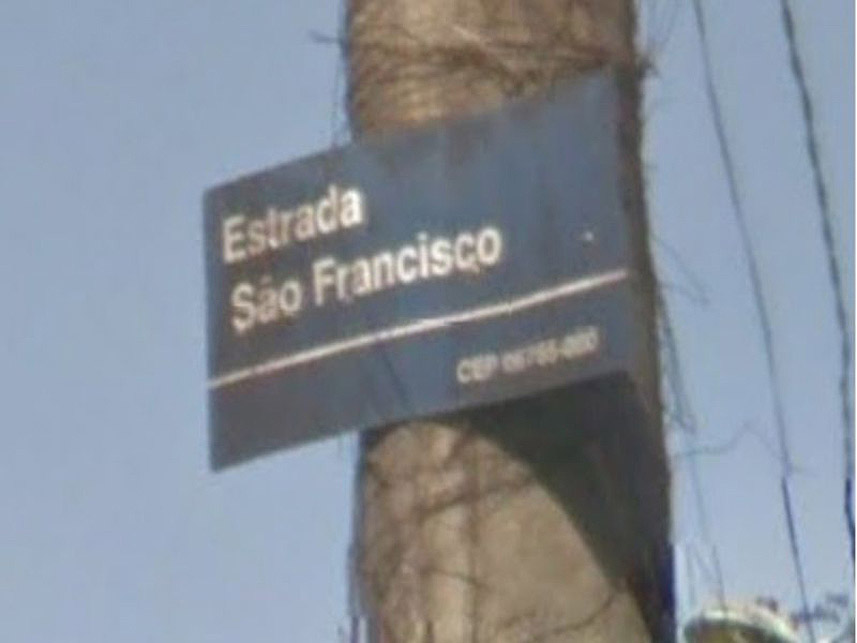 Estrada
São Francisco
CEP